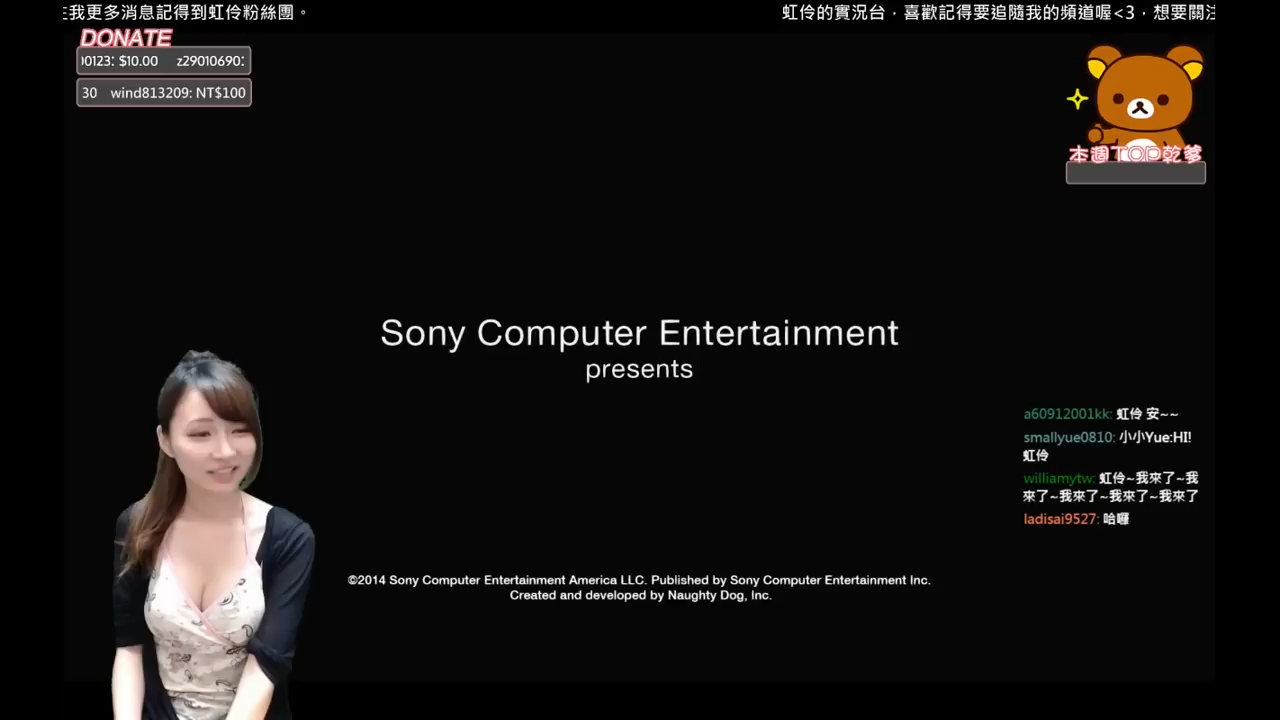 我更多消息記得到虹伶粉絲團。
虹伶的實況台，喜歡記得要追隨我的頻道喔<3，想要關注
DONATE
0123: $10.00 z29010690:
30 wind813209: NT$100
本週TOP乾爹
Sony Computer Entertainment
presents
a60912001kk: 虹伶 安~~
smallyue0810: 小小Yue:HI!
虹伶
williamytw: 虹伶~我來了~我
來了~我來了~我來了~我來了
ladisai9527: 哈囉
©2014 Sony Computer Entertainment America LLC. Published by Sony Computer Entertainment Inc.
Created and developed by Naughty Dog, Inc.